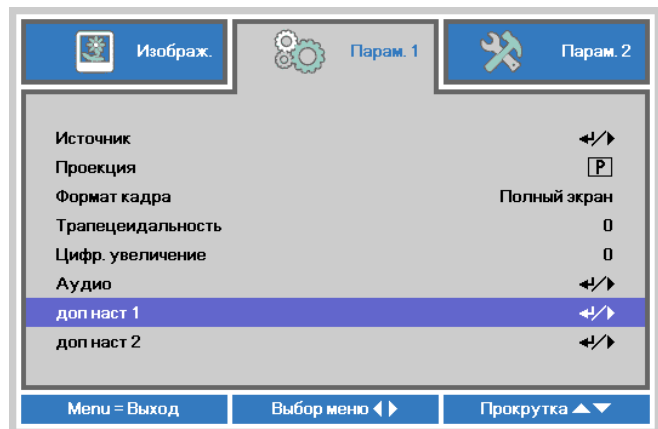 Изображ. Парам. 1 Парам. 2
Источник ↵/▶
Проекция P
Формат кадра Полный экран
Трапецеидальность 0
Цифр. увеличение 0
Аудио ↵/▶
доп наст 1 ↵/▶
доп наст 2 ↵/▶
Menu = Выход Выбор меню ◀ ▶ Прокрутка ▲▼